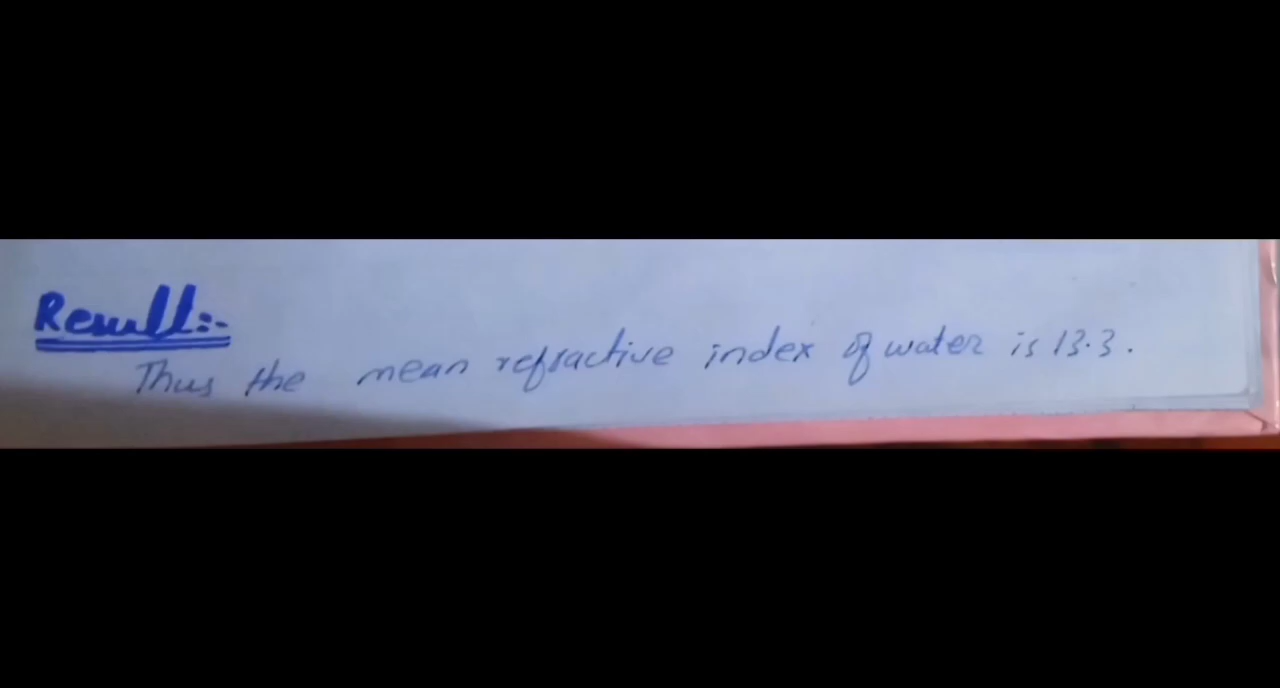 Result:-
Thus the mean refractive index of water is 13.3.